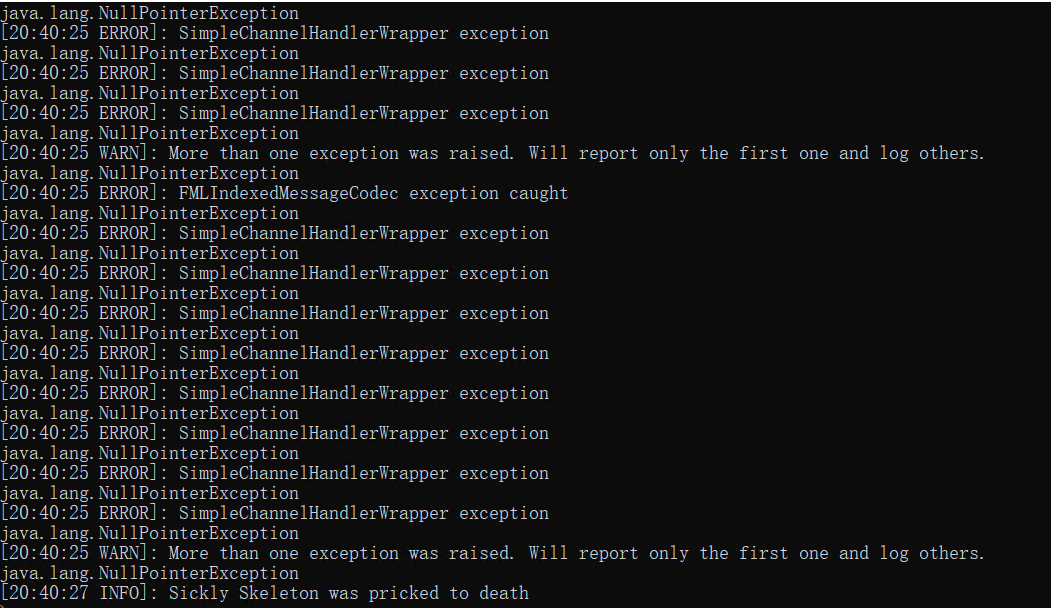 java.lang.NullPointerException
[20:40:25 ERROR]: SimpleChannelHandlerWrapper exception
java.lang.NullPointerException
[20:40:25 ERROR]: SimpleChannelHandlerWrapper exception
java.lang.NullPointerException
[20:40:25 ERROR]: SimpleChannelHandlerWrapper exception
java.lang.NullPointerException
[20:40:25 WARN]: More than one exception was raised. Will report only the first one and log others.
java.lang.NullPointerException
[20:40:25 ERROR]: FMLIndexedMessageCodec exception caught
java.lang.NullPointerException
[20:40:25 ERROR]: SimpleChannelHandlerWrapper exception
java.lang.NullPointerException
[20:40:25 ERROR]: SimpleChannelHandlerWrapper exception
java.lang.NullPointerException
[20:40:25 ERROR]: SimpleChannelHandlerWrapper exception
java.lang.NullPointerException
[20:40:25 ERROR]: SimpleChannelHandlerWrapper exception
java.lang.NullPointerException
[20:40:25 ERROR]: SimpleChannelHandlerWrapper exception
java.lang.NullPointerException
[20:40:25 ERROR]: SimpleChannelHandlerWrapper exception
java.lang.NullPointerException
[20:40:25 ERROR]: SimpleChannelHandlerWrapper exception
java.lang.NullPointerException
[20:40:25 ERROR]: SimpleChannelHandlerWrapper exception
java.lang.NullPointerException
[20:40:25 WARN]: More than one exception was raised. Will report only the first one and log others.
java.lang.NullPointerException
[20:40:27 INFO]: Sickly Skeleton was pricked to death